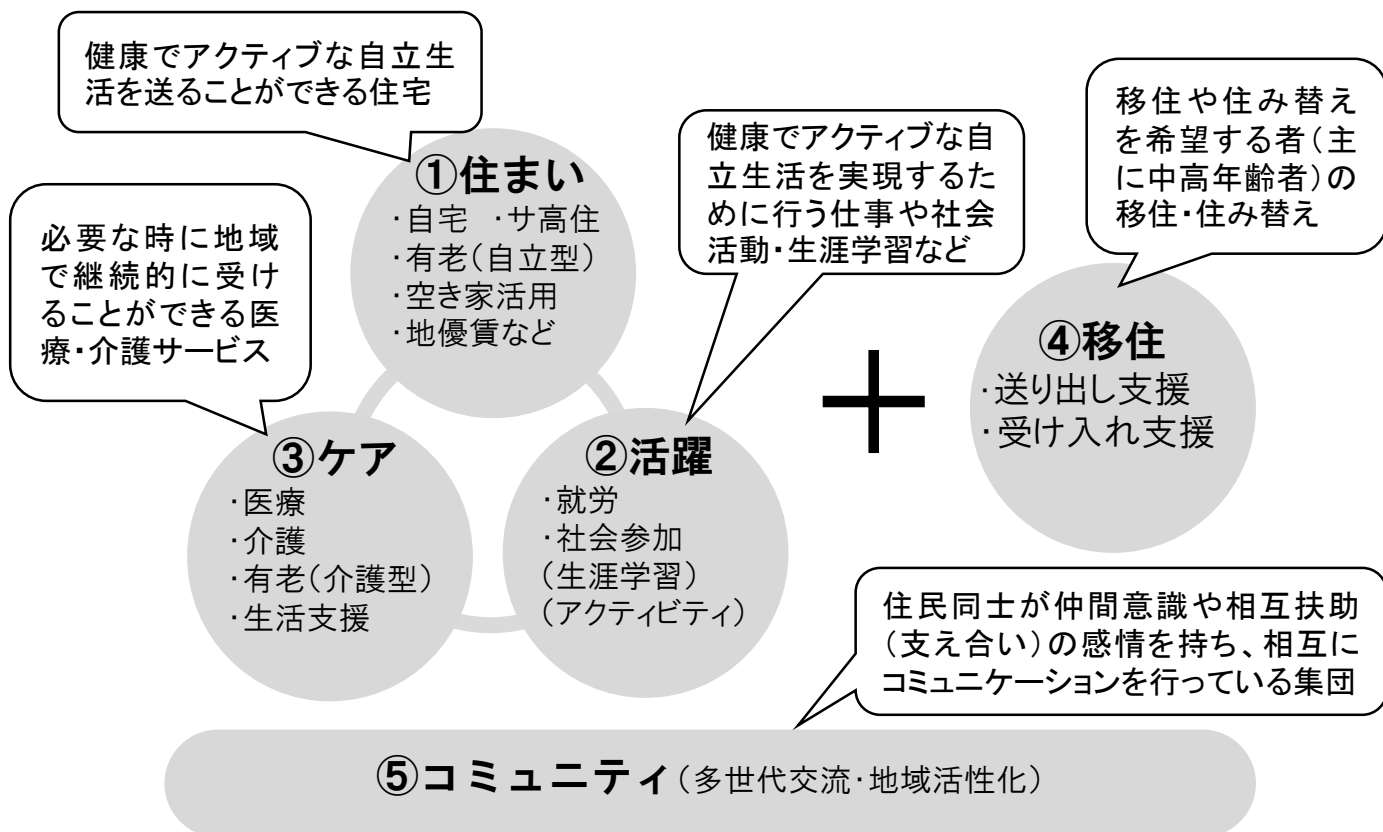 健康でアクティブな自立生
活を送ることができる住宅
①住まい
・自宅 ・サ高住
・有老(自立型)
・空き家活用
・地優賃など
健康でアクティブな自
立生活を実現するた
めに行う仕事や社会
活動・生涯学習など
移住や住み替え
を希望する者(主
に中高年齢者)の
移住・住み替え
必要な時に地域
で継続的に受け
ることができる医
療・介護サービス
④移住
・送り出し支援
・受け入れ支援
③ケア
・医療
・介護
・有老(介護型)
・生活支援
②活躍
・就労
・社会参加
(生涯学習)
(アクティビティ)
住民同士が仲間意識や相互扶助
(支え合い)の感情を持ち、相互に
コミュニケーションを行っている集団
⑤コミュニティ(多世代交流・地域活性化)